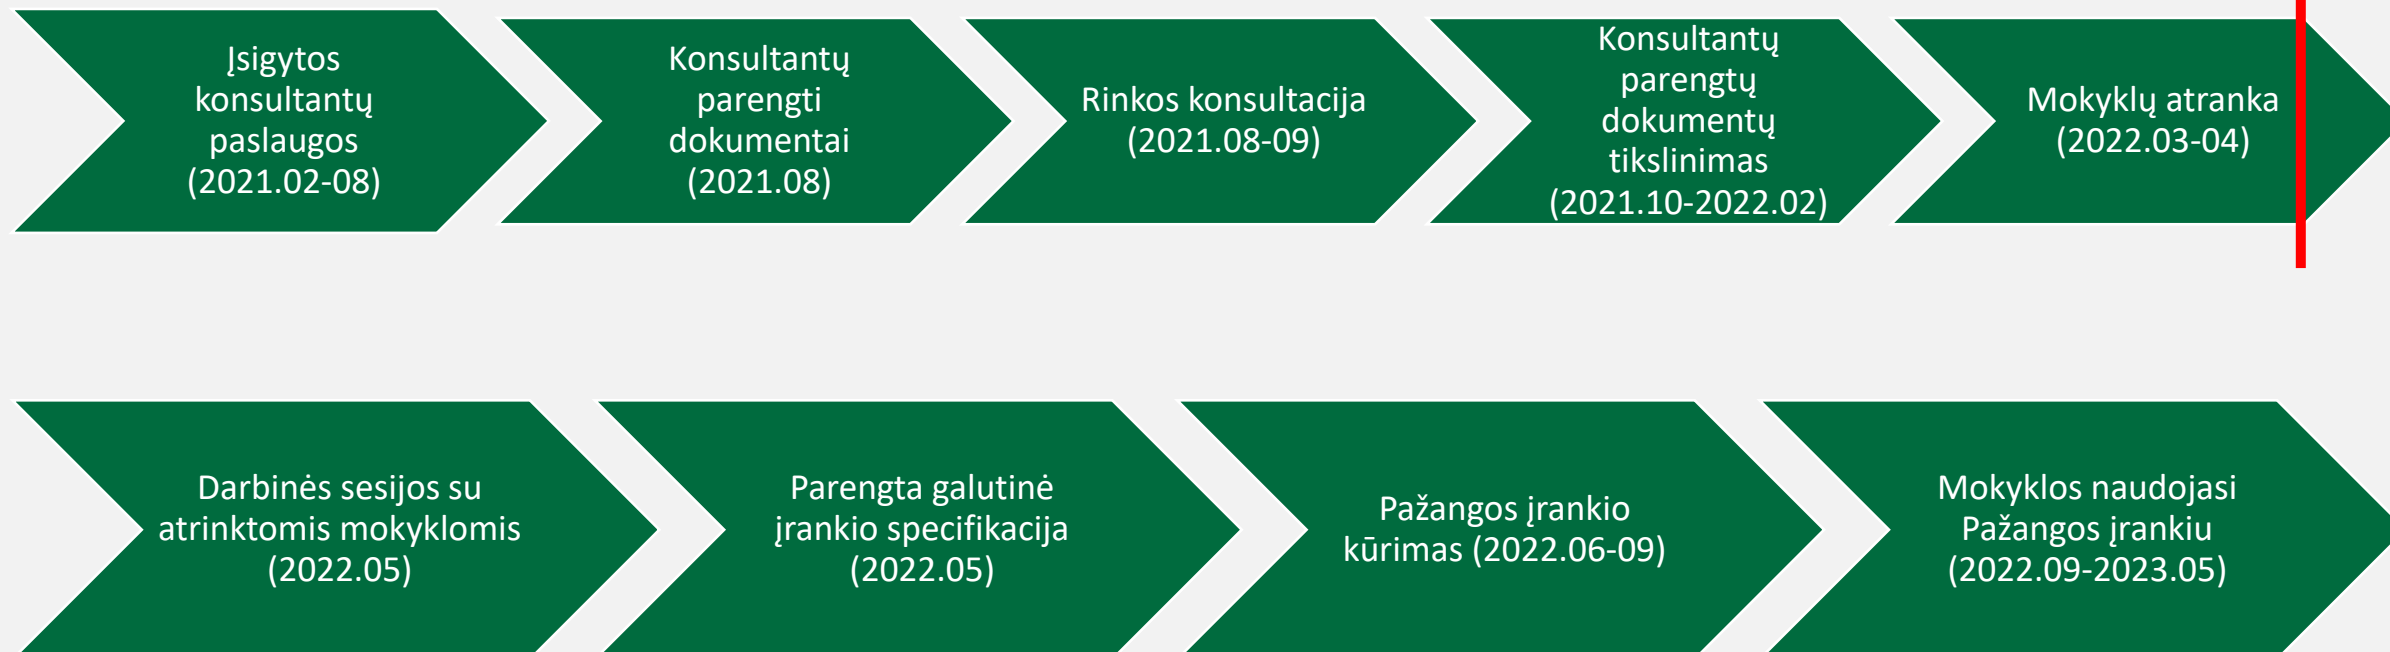 Įsigytos
konsultantų
paslaugos
(2021.02-08)
Konsultantų
parengti
dokumentai
(2021.08)
Rinkos konsultacija
(2021.08-09)
Konsultantų
parengtų
dokumentų
tikslinimas
(2021.10-2022.02)
Mokyklų atranka
(2022.03-04)
Darbinės sesijos su
atrinktomis mokyklomis
(2022.05)
Parengta galutinė
įrankio specifikacija
(2022.05)
Pažangos įrankio
kūrimas (2022.06-09)
Mokyklos naudojasi
Pažangos įrankiu
(2022.09-2023.05)